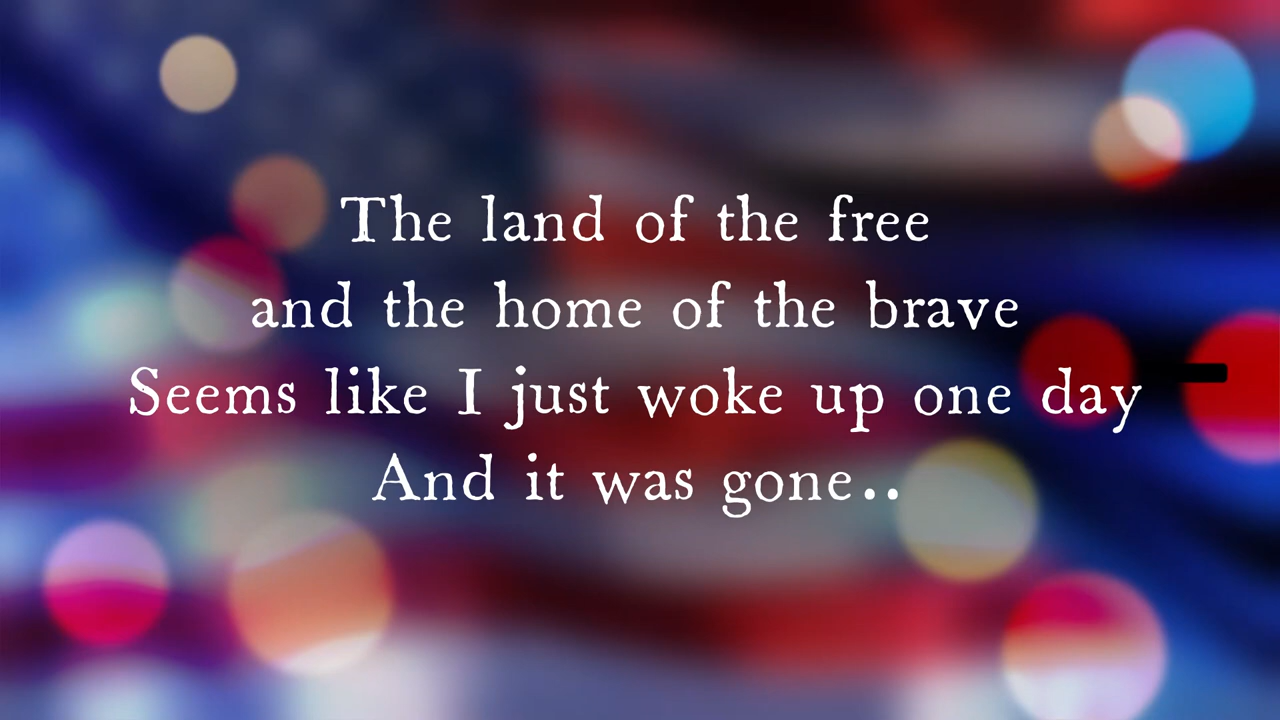 The land of the free
and the home of the brave
Seems like I just woke up one day
And it was gone..